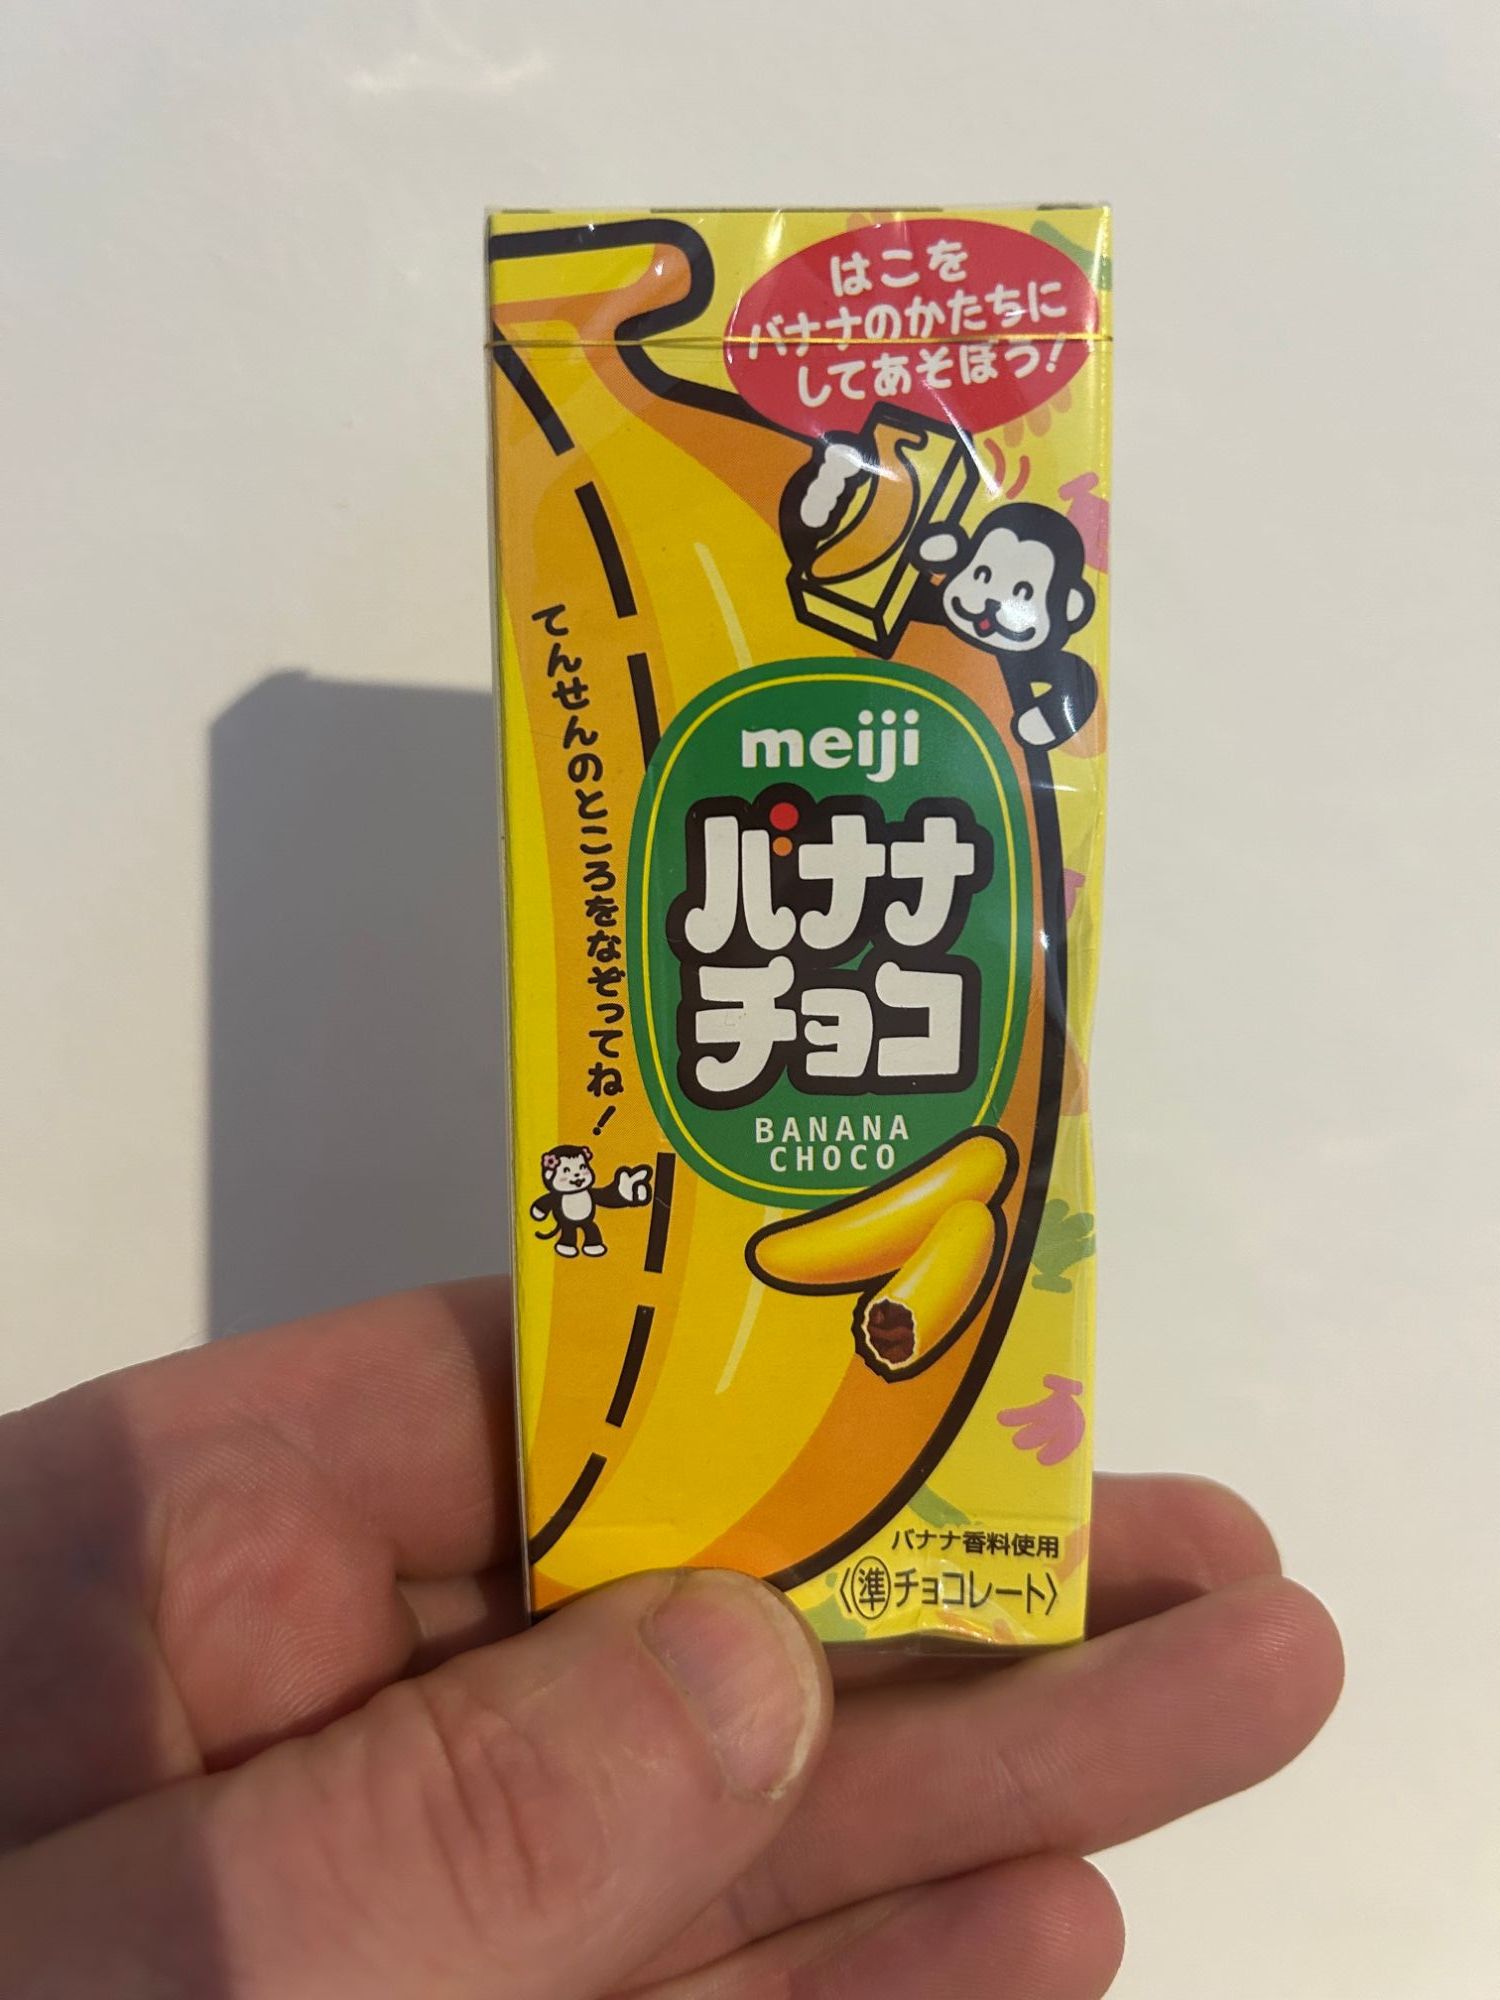 はこを
バナナのかたちに
してあそぼう!
てんせんのところをなぞってね!
meiji
バナナ
チョコ
BANANA
CHOCO
バナナ香料使用
〈準チョコレート〉